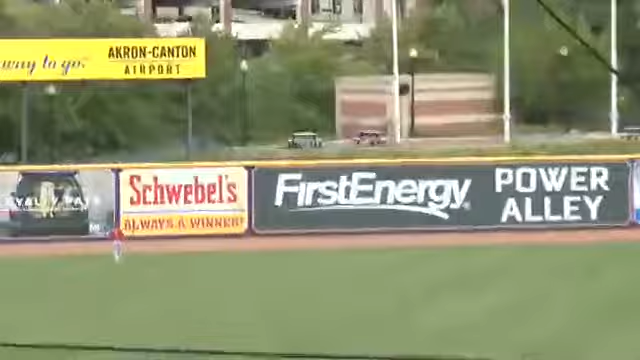 way to go.
AKRON-CANTON
AIRPORT
Schwebel's
ALWAYS A WINNER!
FirstEnergy
POWER
ALLEY